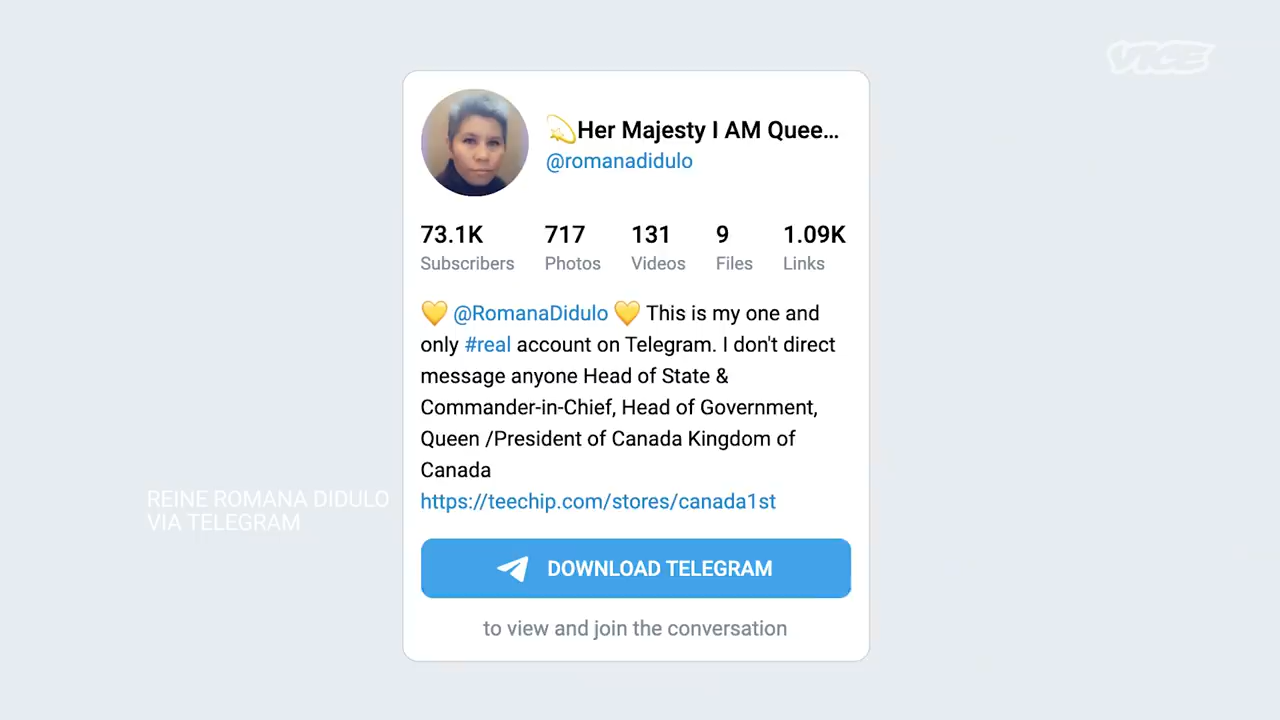 VICE
💫Her Majesty I AM Quee...
@romanadidulo
73.1K 717 131 9 1.09K
Subscribers Photos Videos Files Links
💛 @RomanaDidulo 💛 This is my one and
only #real account on Telegram. I don't direct
message anyone Head of State &
Commander-in-Chief, Head of Government,
Queen /President of Canada Kingdom of
Canada
https://teechip.com/stores/canada1st
REINE ROMANA DIDULO
VIA TELEGRAM
DOWNLOAD TELEGRAM
to view and join the conversation